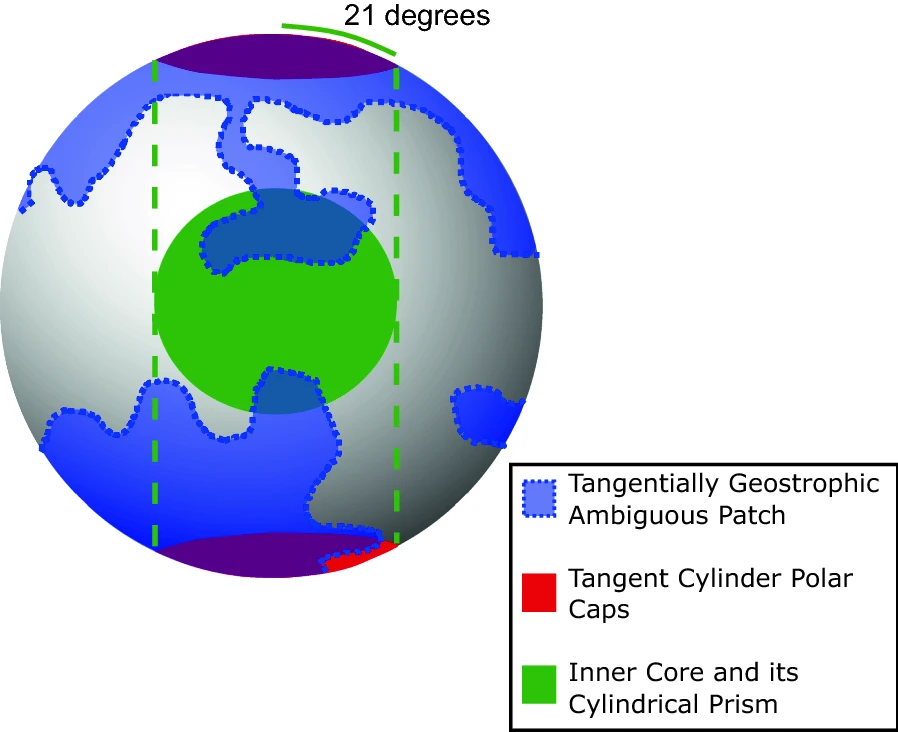 21 degrees
Tangentially Geostrophic
Ambiguous Patch
Tangent Cylinder Polar
Caps
Inner Core and its
Cylindrical Prism